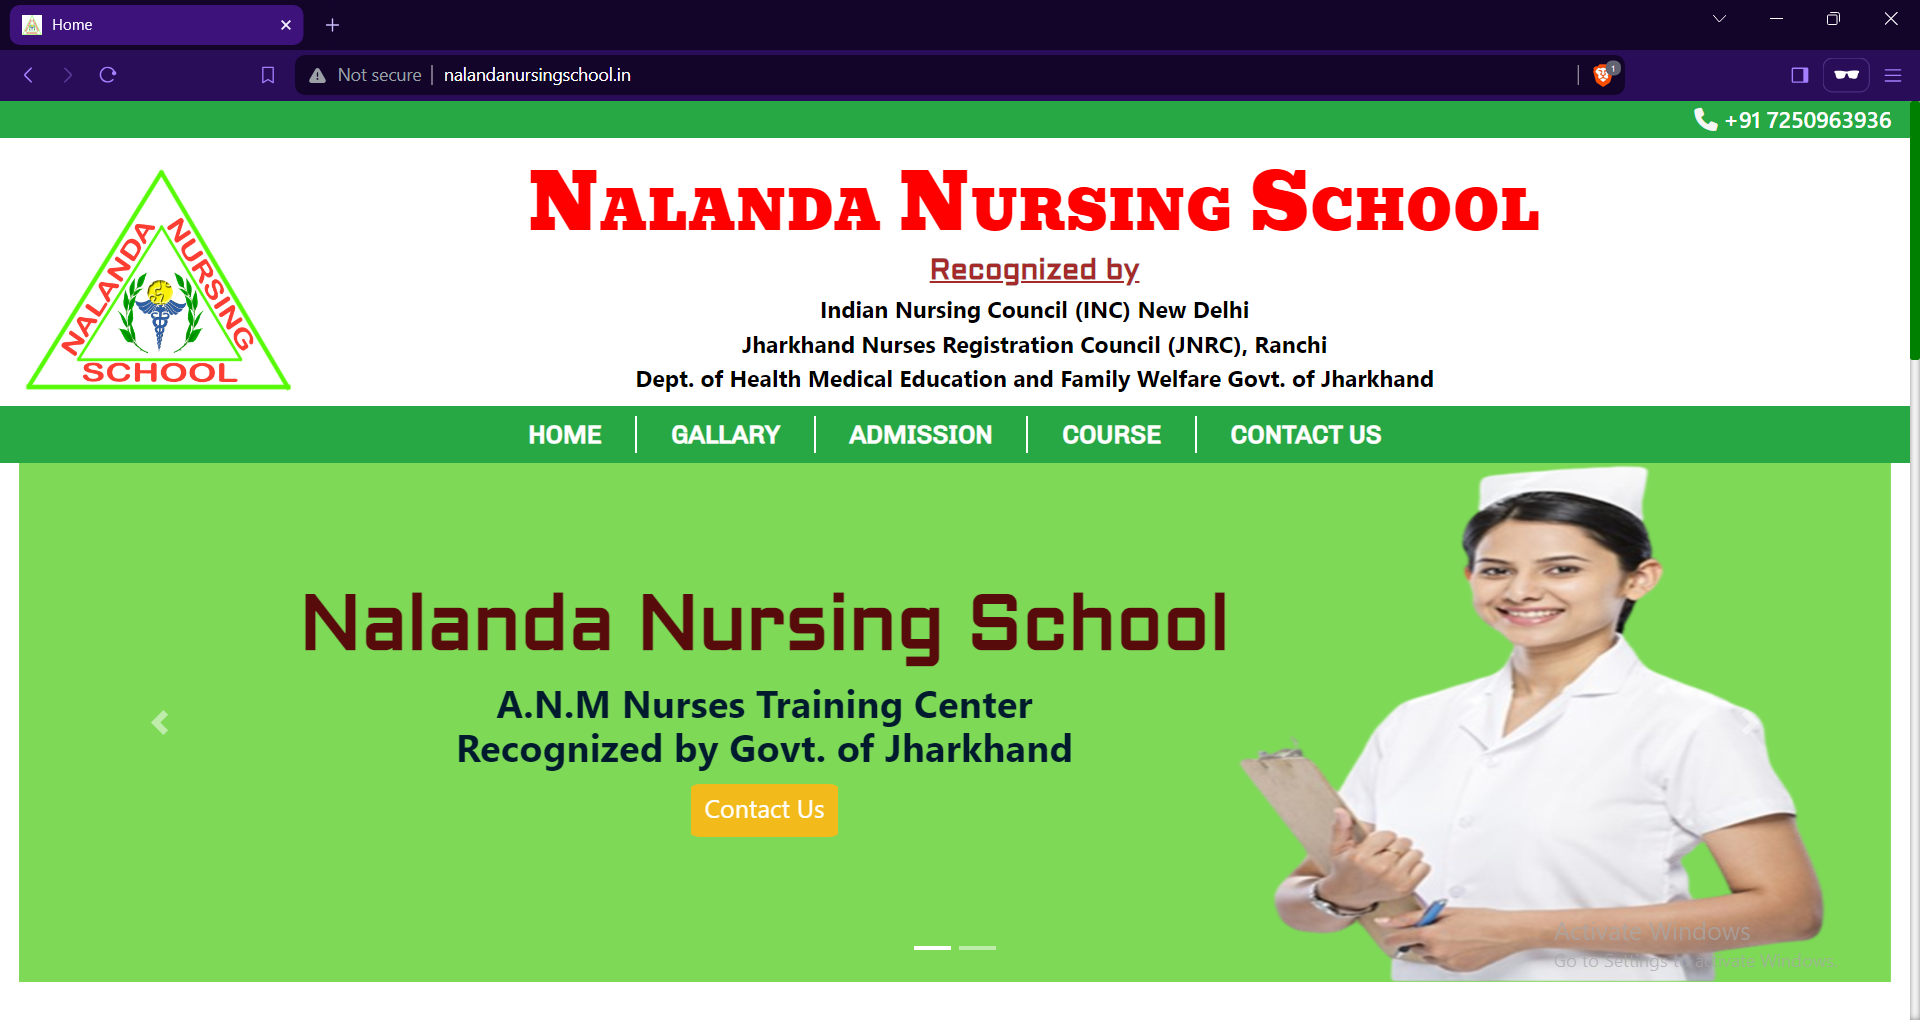 Home
Not secure
nalandanursingschool.in
1
+91 7250963936
NALANDA NURSING SCHOOL
NALANDA NURSING SCHOOL
Recognized by
Indian Nursing Council (INC) New Delhi
Jharkhand Nurses Registration Council (JNRC), Ranchi
Dept. of Health Medical Education and Family Welfare Govt. of Jharkhand
HOME
GALLARY
ADMISSION
COURSE
CONTACT US
Nalanda Nursing School
A.N.M Nurses Training Center
Recognized by Govt. of Jharkhand
Contact Us
Activate Windows
Go to Settings to activate Windows.